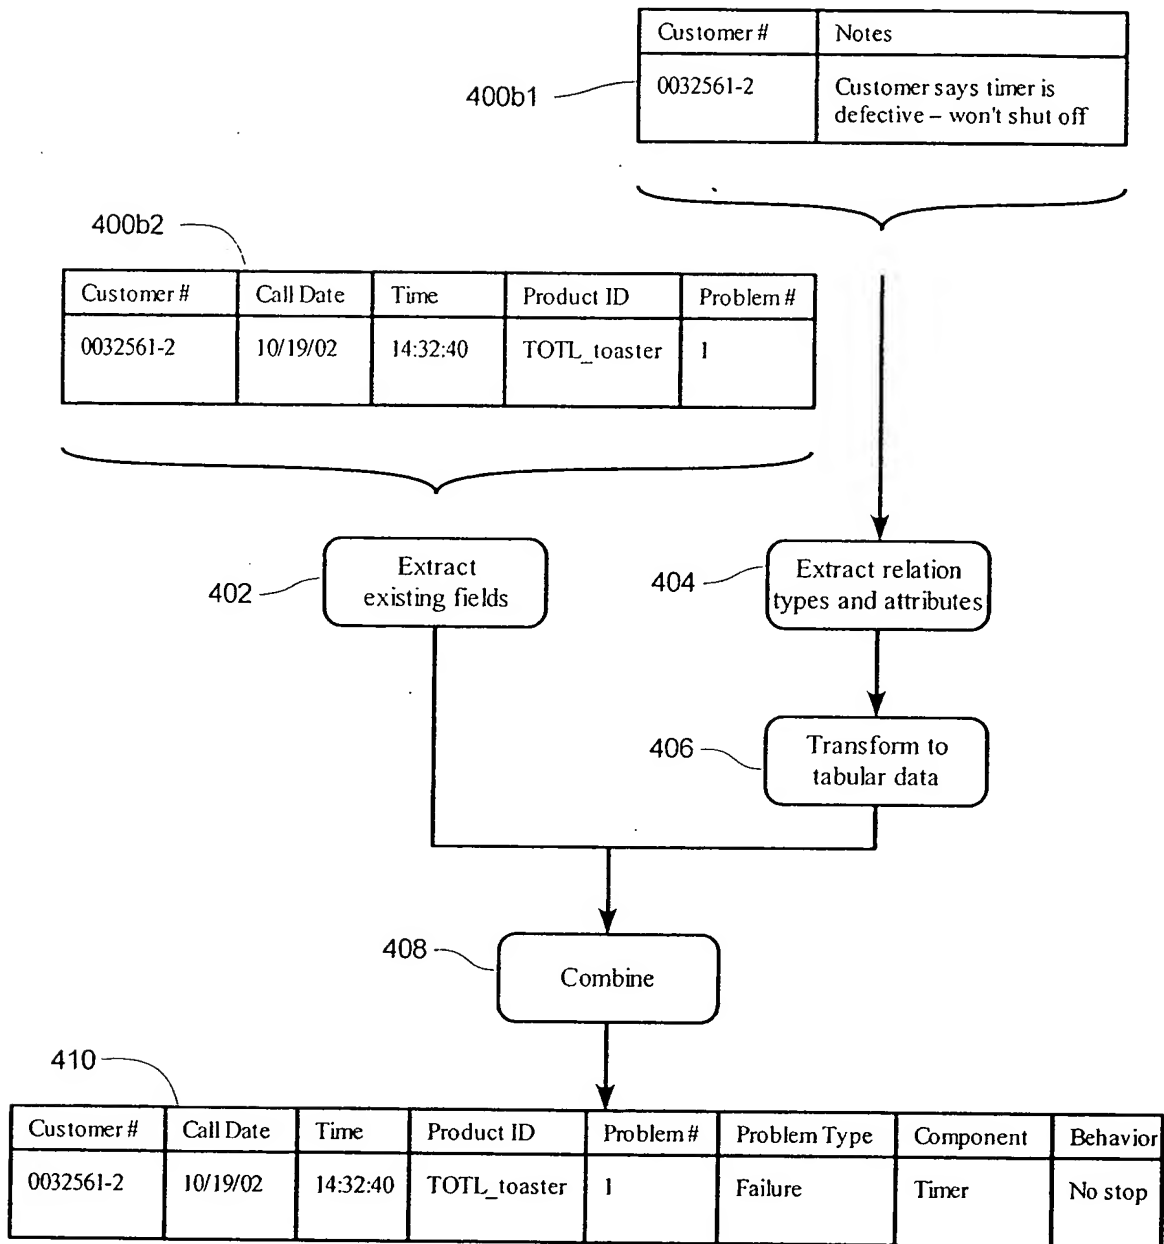 Customer # Notes
400b1
0032561-2 Customer says timer is
defective – won't shut off
400b2
Customer # Call Date Time Product ID Problem #
0032561-2 10/19/02 14:32:40 TOTL_toaster 1
402
Extract
existing fields
404
Extract relation
types and attributes
406
Transform to
tabular data
408
Combine
410
Customer # Call Date Time Product ID Problem # Problem Type Component Behavior
0032561-2 10/19/02 14:32:40 TOTL_toaster 1 Failure Timer No stop